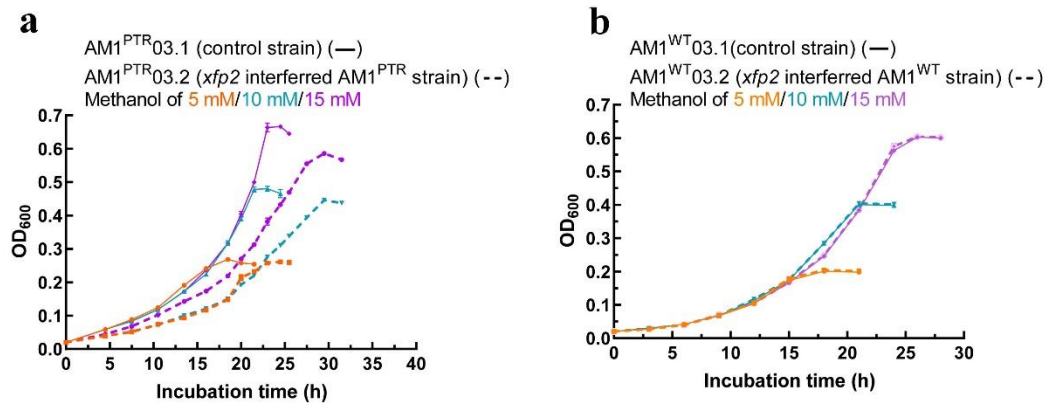 a
AM1PTR03.1 (control strain) (—)
AM1PTR03.2 (xfp2 interferred AM1PTR strain) (--)
Methanol of 5 mM/10 mM/15 mM
0.7
0.6
0.5
0.4
0.3
0.2
0.1
0.0
OD600
0 5 10 15 20 25 30 35 40
Incubation time (h)
b
AM1WT03.1(control strain) (—)
AM1WT03.2 (xfp2 interferred AM1WT strain) (--)
Methanol of 5 mM/10 mM/15 mM
0.7
0.6
0.5
0.4
0.3
0.2
0.1
0.0
OD600
0 5 10 15 21 25 30
Incubation time (h)